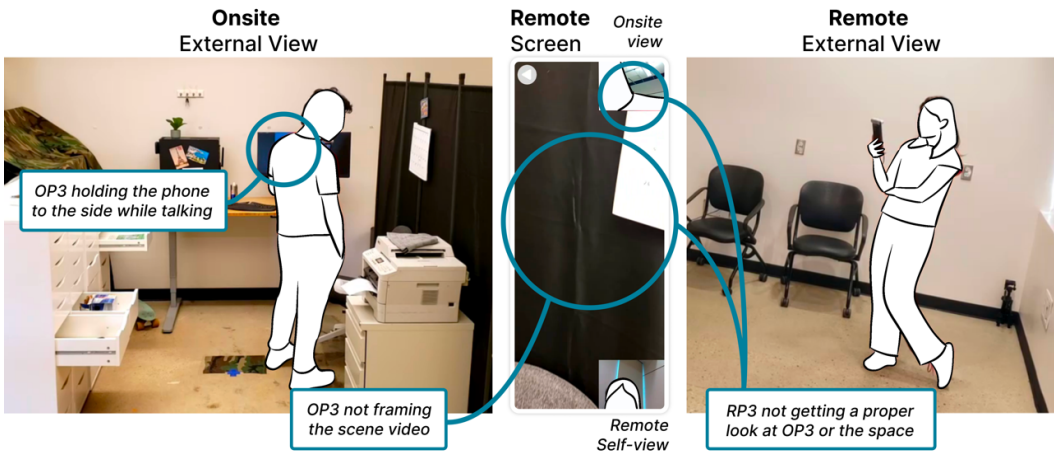 Onsite
External View
Remote
Screen
Onsite
view
Remote
External View
OP3 holding the phone
to the side while talking
OP3 not framing
the scene video
Remote
Self-view
RP3 not getting a proper
look at OP3 or the space